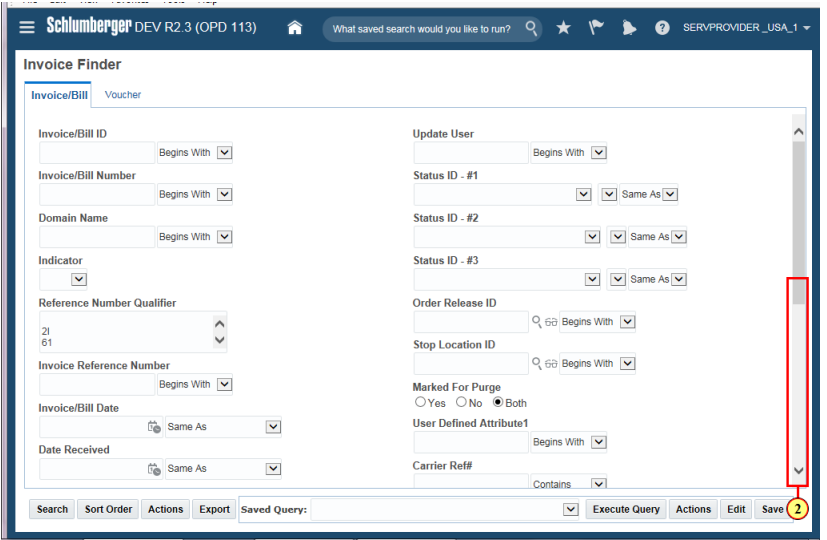 Schlumberger DEV R2.3 (OPD 113) What saved search would you like to run? ? SERVPROVIDER _USA_1
Invoice Finder
Invoice/Bill Voucher
Invoice/Bill ID
Begins With
Invoice/Bill Number
Begins With
Domain Name
Begins With
Indicator
Reference Number Qualifier
2I
61
Invoice Reference Number
Begins With
Invoice/Bill Date
Same As
Date Received
Same As
Update User
Begins With
Status ID - #1
Same As
Status ID - #2
Same As
Status ID - #3
Same As
Order Release ID
Begins With
Stop Location ID
Begins With
Marked For Purge
Yes No Both
User Defined Attribute1
Begins With
Carrier Ref#
Contains
Search Sort Order Actions Export Saved Query: Execute Query Actions Edit Save 2